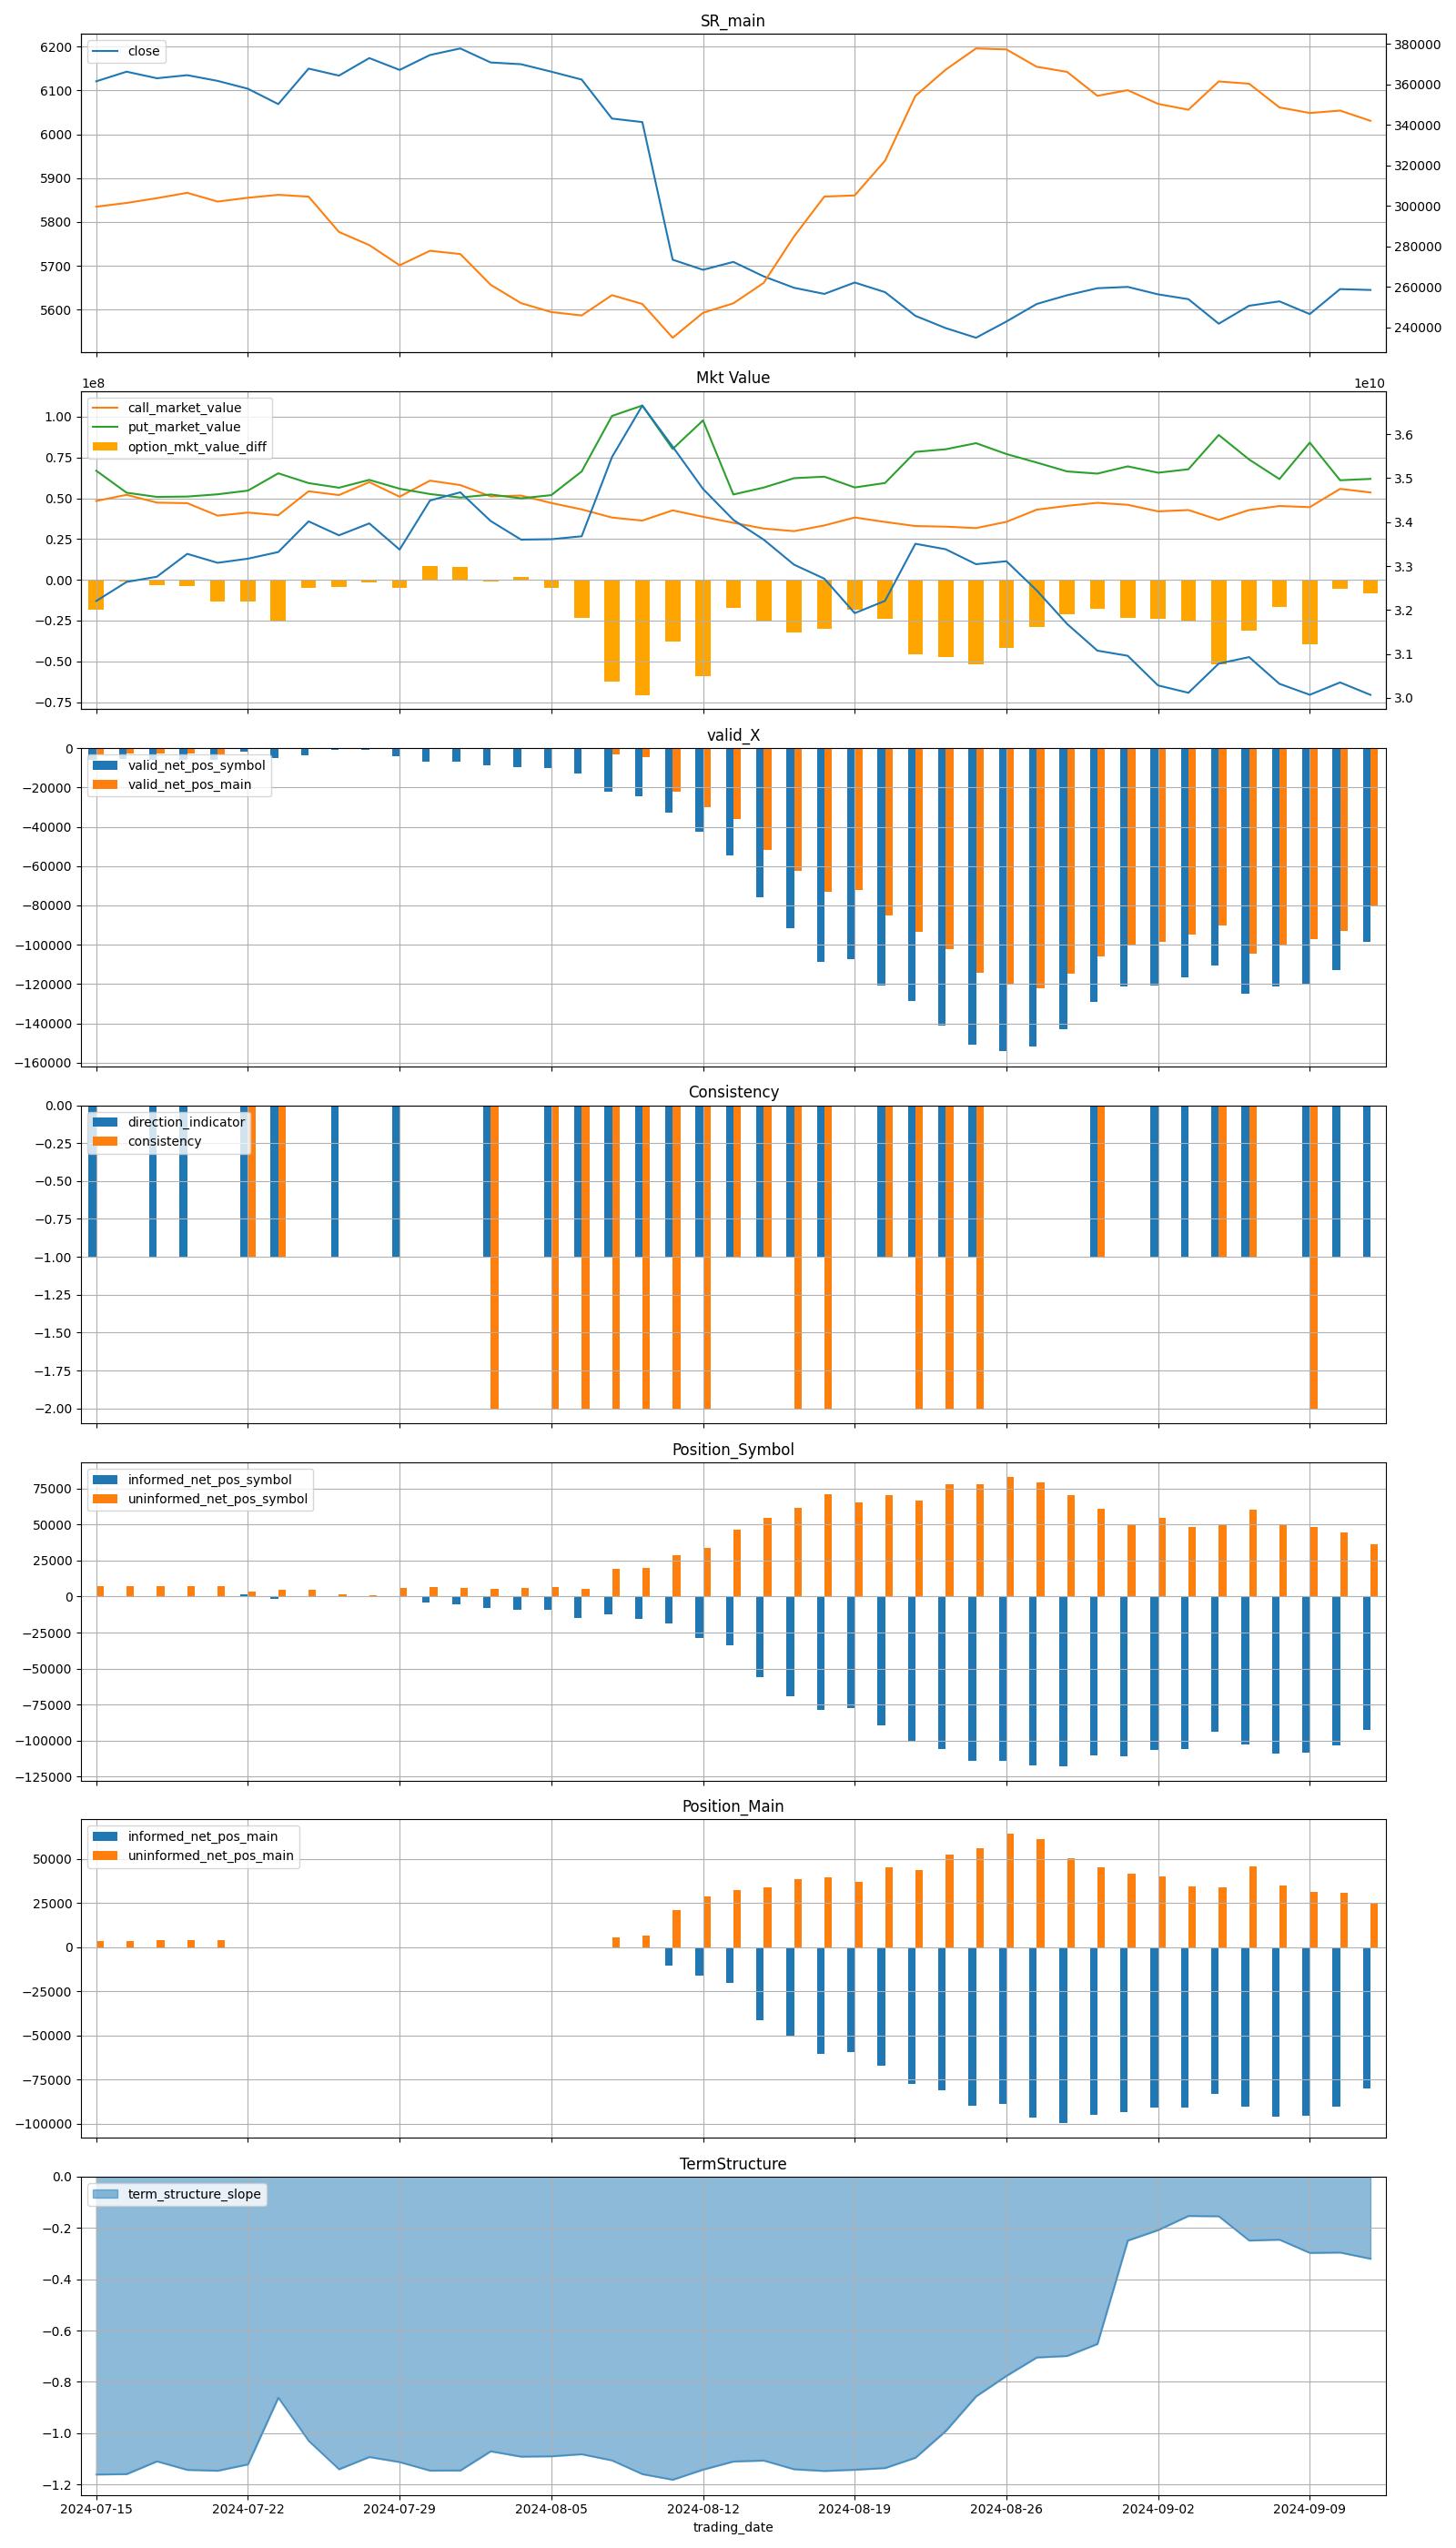 SR_main
close
6200
6100
6000
5900
5800
5700
5600
380000
360000
340000
320000
300000
280000
260000
240000
Mkt Value
1e8
1e10
call_market_value
put_market_value
option_mkt_value_diff
1.00
0.75
0.50
0.25
0.00
−0.25
−0.50
−0.75
3.6
3.5
3.4
3.3
3.2
3.1
3.0
valid_X
valid_net_pos_symbol
valid_net_pos_main
0
−20000
−40000
−60000
−80000
−100000
−120000
−140000
−160000
Consistency
direction_indicator
consistency
0.00
−0.25
−0.50
−0.75
−1.00
−1.25
−1.50
−1.75
−2.00
Position_Symbol
informed_net_pos_symbol
uninformed_net_pos_symbol
75000
50000
25000
0
−25000
−50000
−75000
−100000
−125000
Position_Main
informed_net_pos_main
uninformed_net_pos_main
50000
25000
0
−25000
−50000
−75000
−100000
TermStructure
term_structure_slope
0.0
−0.2
−0.4
−0.6
−0.8
−1.0
−1.2
2024-07-15 2024-07-22 2024-07-29 2024-08-05 2024-08-12 2024-08-19 2024-08-26 2024-09-02 2024-09-09
trading_date